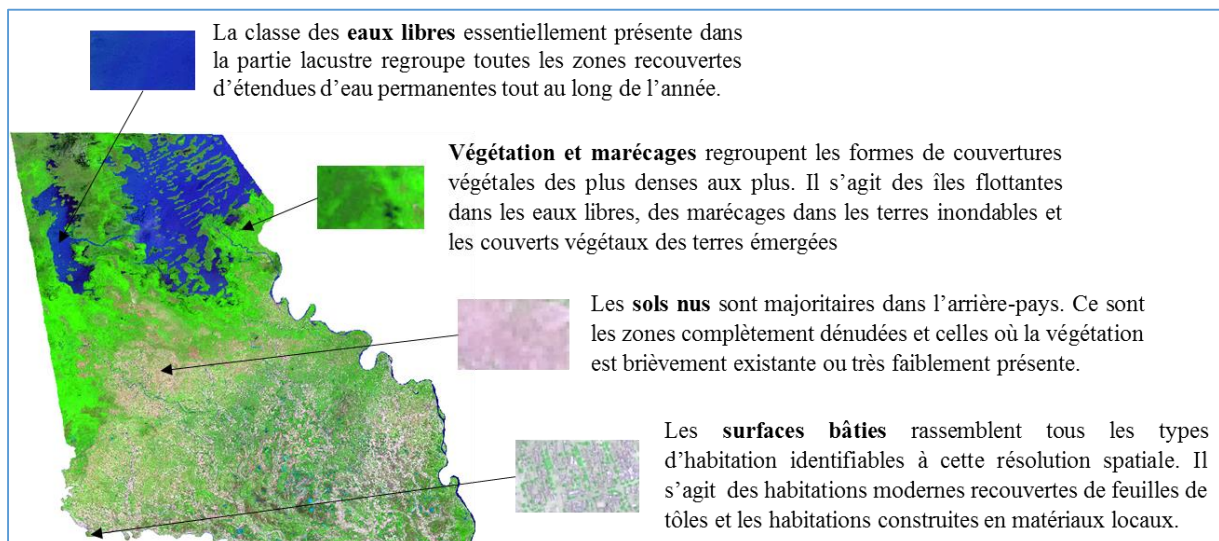 La classe des eaux libres essentiellement présente dans
la partie lacustre regroupe toutes les zones recouvertes
d’étendues d’eau permanentes tout au long de l’année.
Végétation et marécages regroupent les formes de couvertures
végétales des plus denses aux plus. Il s’agit des îles flottantes
dans les eaux libres, des marécages dans les terres inondables et
les couverts végétaux des terres émergées
Les sols nus sont majoritaires dans l’arrière-pays. Ce sont
les zones complètement dénudées et celles où la végétation
est brièvement existante ou très faiblement présente.
Les surfaces bâties rassemblent tous les types
d’habitation identifiables à cette résolution spatiale. Il
s’agit des habitations modernes recouvertes de feuilles de
tôles et les habitations construites en matériaux locaux.